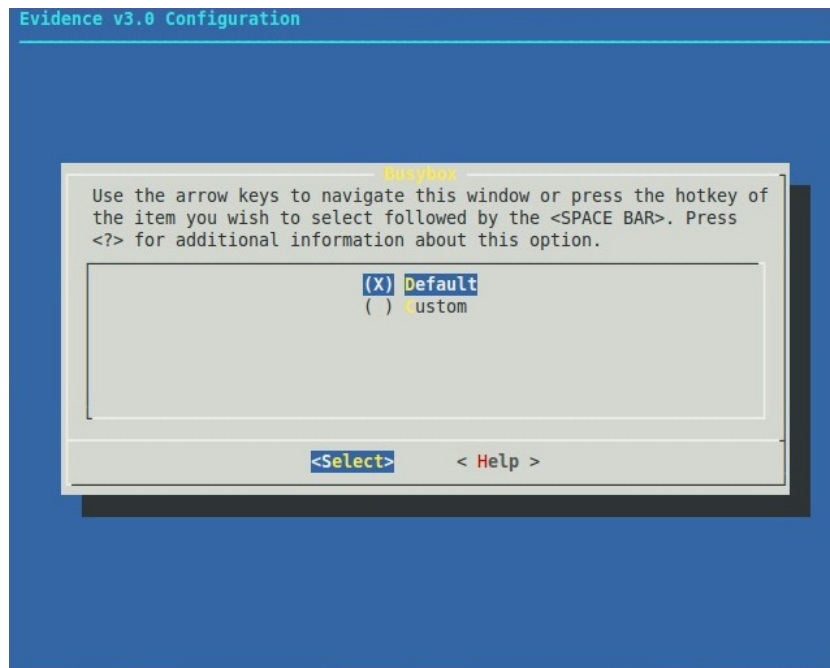 Evidence v3.0 Configuration
Busybox
Use the arrow keys to navigate this window or press the hotkey of
the item you wish to select followed by the <SPACE BAR>. Press
<?> for additional information about this option.
(X) Default
( ) Custom
<Select> < Help >